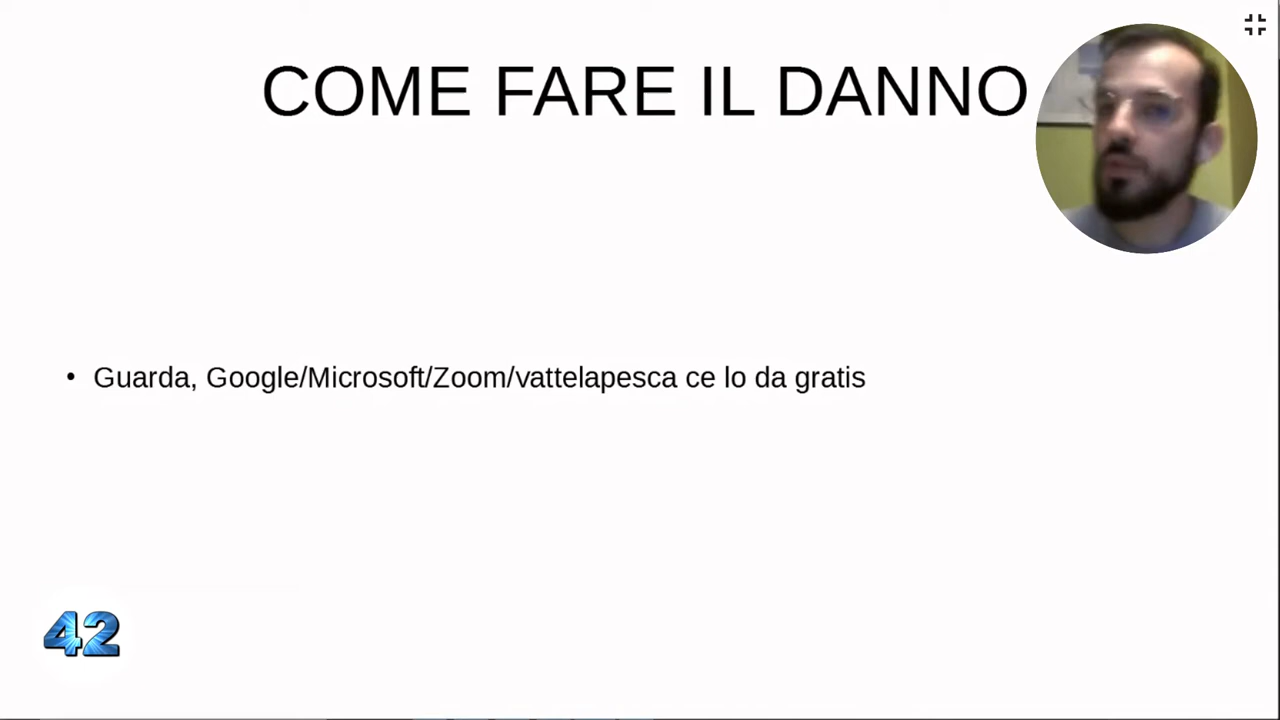 COME FARE IL DANNO
• Guarda, Google/Microsoft/Zoom/vattelapesca ce lo da gratis
42